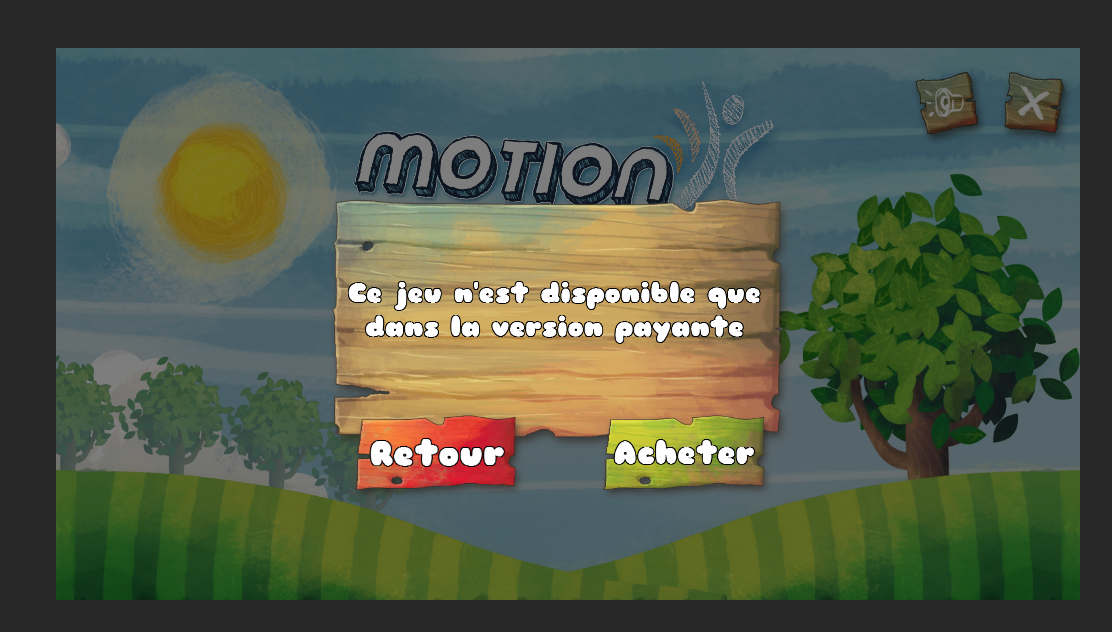 MOTION
Ce jeu n'est disponible que
dans la version payante
Retour
Acheter